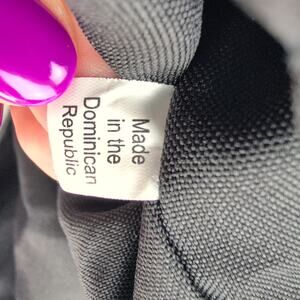 Made
in the
Dominican
Republic